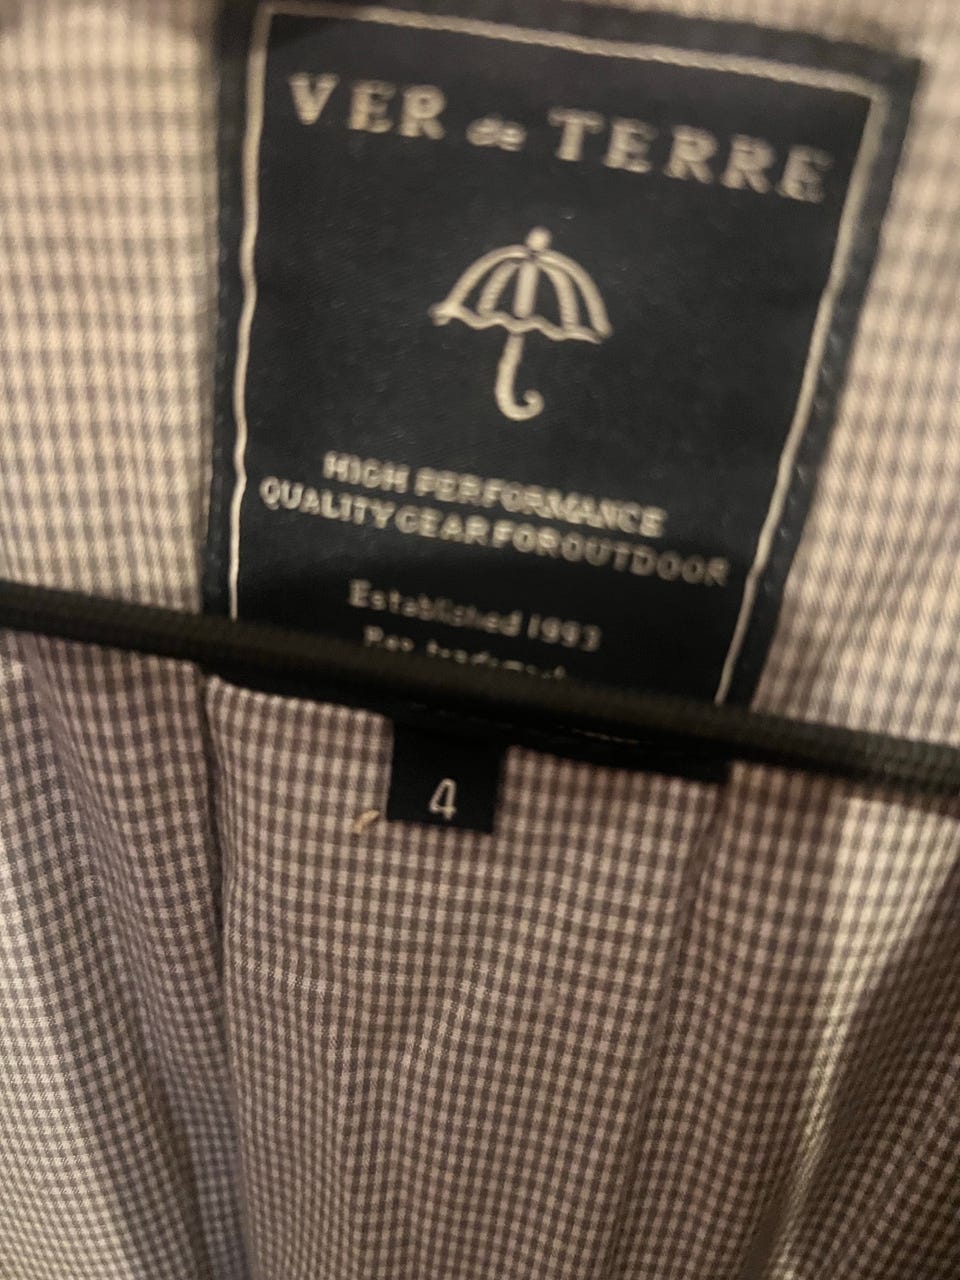 VER de TERRE
HIGH PERFORMANCE
QUALITY GEAR FOR OUTDOOR
Established 1993
4